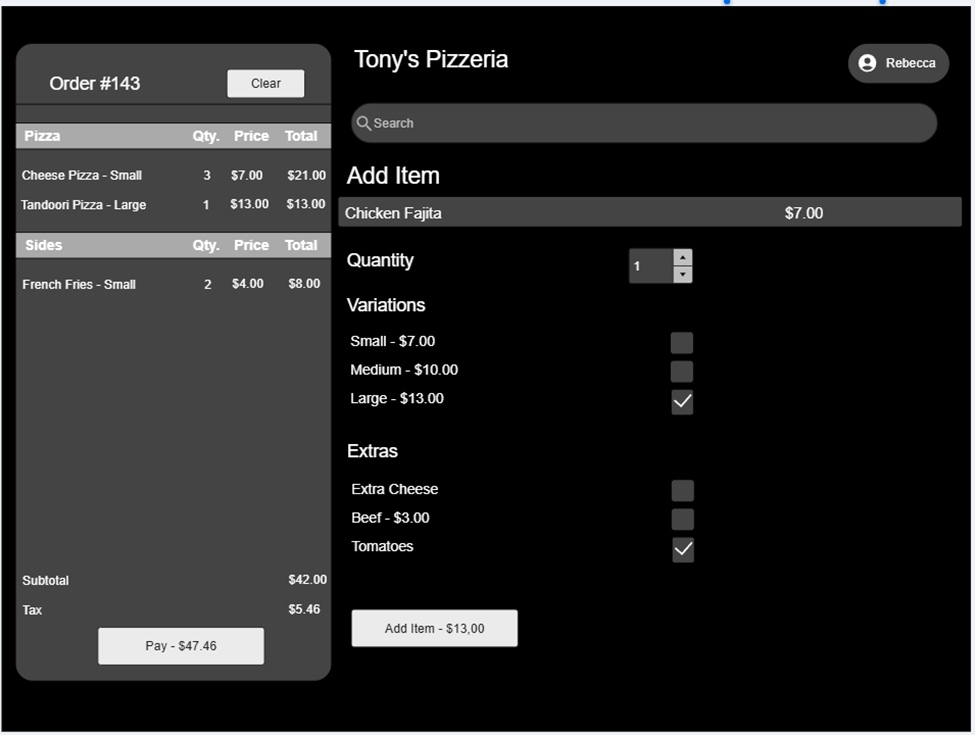 Tony's Pizzeria
Rebecca
Order #143
Clear
Search
Pizza Qty. Price Total
Cheese Pizza - Small 3 $7.00 $21.00
Tandoori Pizza - Large 1 $13.00 $13.00
Sides Qty. Price Total
French Fries - Small 2 $4.00 $8.00
Subtotal $42.00
Tax $5.46
Pay - $47.46
Add Item
Chicken Fajita $7.00
Quantity 1
Variations
Small - $7.00
Medium - $10.00
Large - $13.00
Extras
Extra Cheese
Beef - $3.00
Tomatoes
Add Item - $13,00